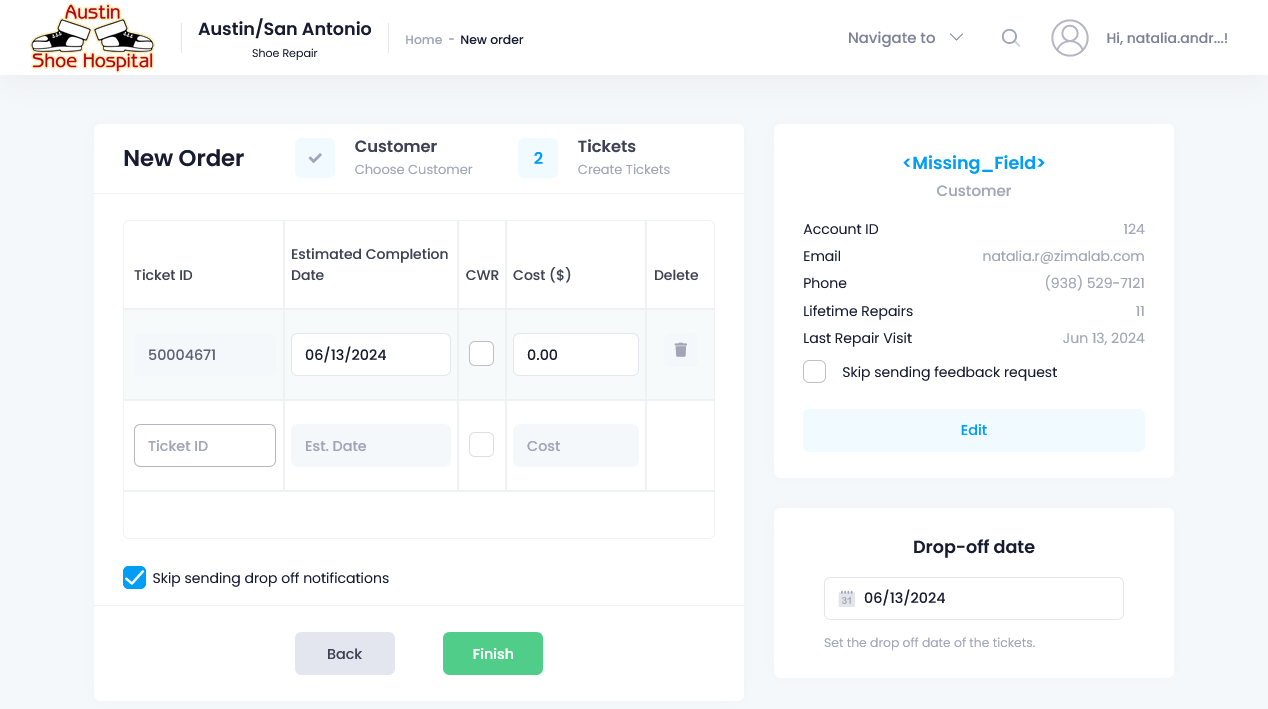 Austin
Shoe Hospital
Austin/San Antonio
Shoe Repair
Home - New order
Navigate to
Hi, natalia.andr...!
New Order
Customer
Choose Customer
2
Tickets
Create Tickets
Ticket ID
Estimated Completion
Date
CWR
Cost ($)
Delete
50004671
06/13/2024
0.00
Ticket ID
Est. Date
Cost
Skip sending drop off notifications
Back
Finish
<Missing_Field>
Customer
Account ID 124
Email natalia.r@zimalab.com
Phone (938) 529-7121
Lifetime Repairs 11
Last Repair Visit Jun 13, 2024
Skip sending feedback request
Edit
Drop-off date
31
06/13/2024
Set the drop off date of the tickets.